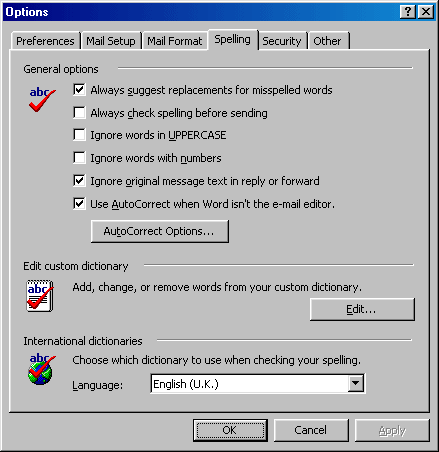 Options
Preferences Mail Setup Mail Format Spelling Security Other
General options
abc
Always suggest replacements for misspelled words
Always check spelling before sending
Ignore words in UPPERCASE
Ignore words with numbers
Ignore original message text in reply or forward
Use AutoCorrect when Word isn't the e-mail editor.
AutoCorrect Options...
Edit custom dictionary
abc
Add, change, or remove words from your custom dictionary.
Edit...
International dictionaries
abc
Choose which dictionary to use when checking your spelling.
Language: English (U.K.)
OK Cancel Apply